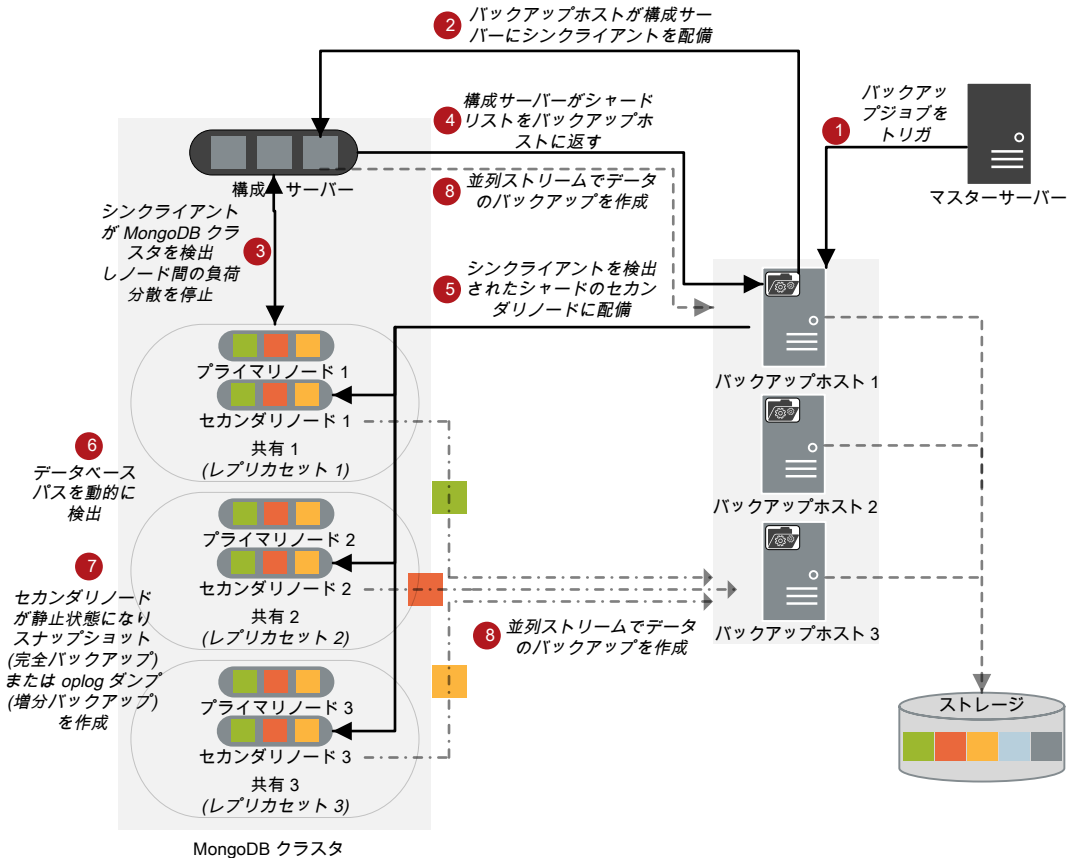 2
バックアップホストが構成サー
バーにシンクライアントを配備
4
構成サーバーがシャード
リストをバックアップホ
ストに返す
1
バックアッ
プジョブを
トリガ
マスターサーバー
構成 サーバー
8
並列ストリームでデータ
のバックアップを作成
3
シンクライアント
が MongoDB クラ
スタを検出
しノード間の負荷
分散を停止
5
シンクライアントを検出
されたシャードのセカン
ダリノードに配備
プライマリノード 1
セカンダリノード 1
共有 1
(レプリカセット 1)
バックアップホスト 1
6
データベース
パスを動的に
検出
プライマリノード 2
セカンダリノード 2
共有 2
(レプリカセット 2)
バックアップホスト 2
7
セカンダリノード
が静止状態になり
スナップショット
(完全バックアップ)
または oplog ダンプ
(増分バックアップ)
を作成
8
並列ストリームでデータ
のバックアップを作成
バックアップホスト 3
プライマリノード 3
セカンダリノード 3
共有 3
(レプリカセット 3)
ストレージ
MongoDB クラスタ